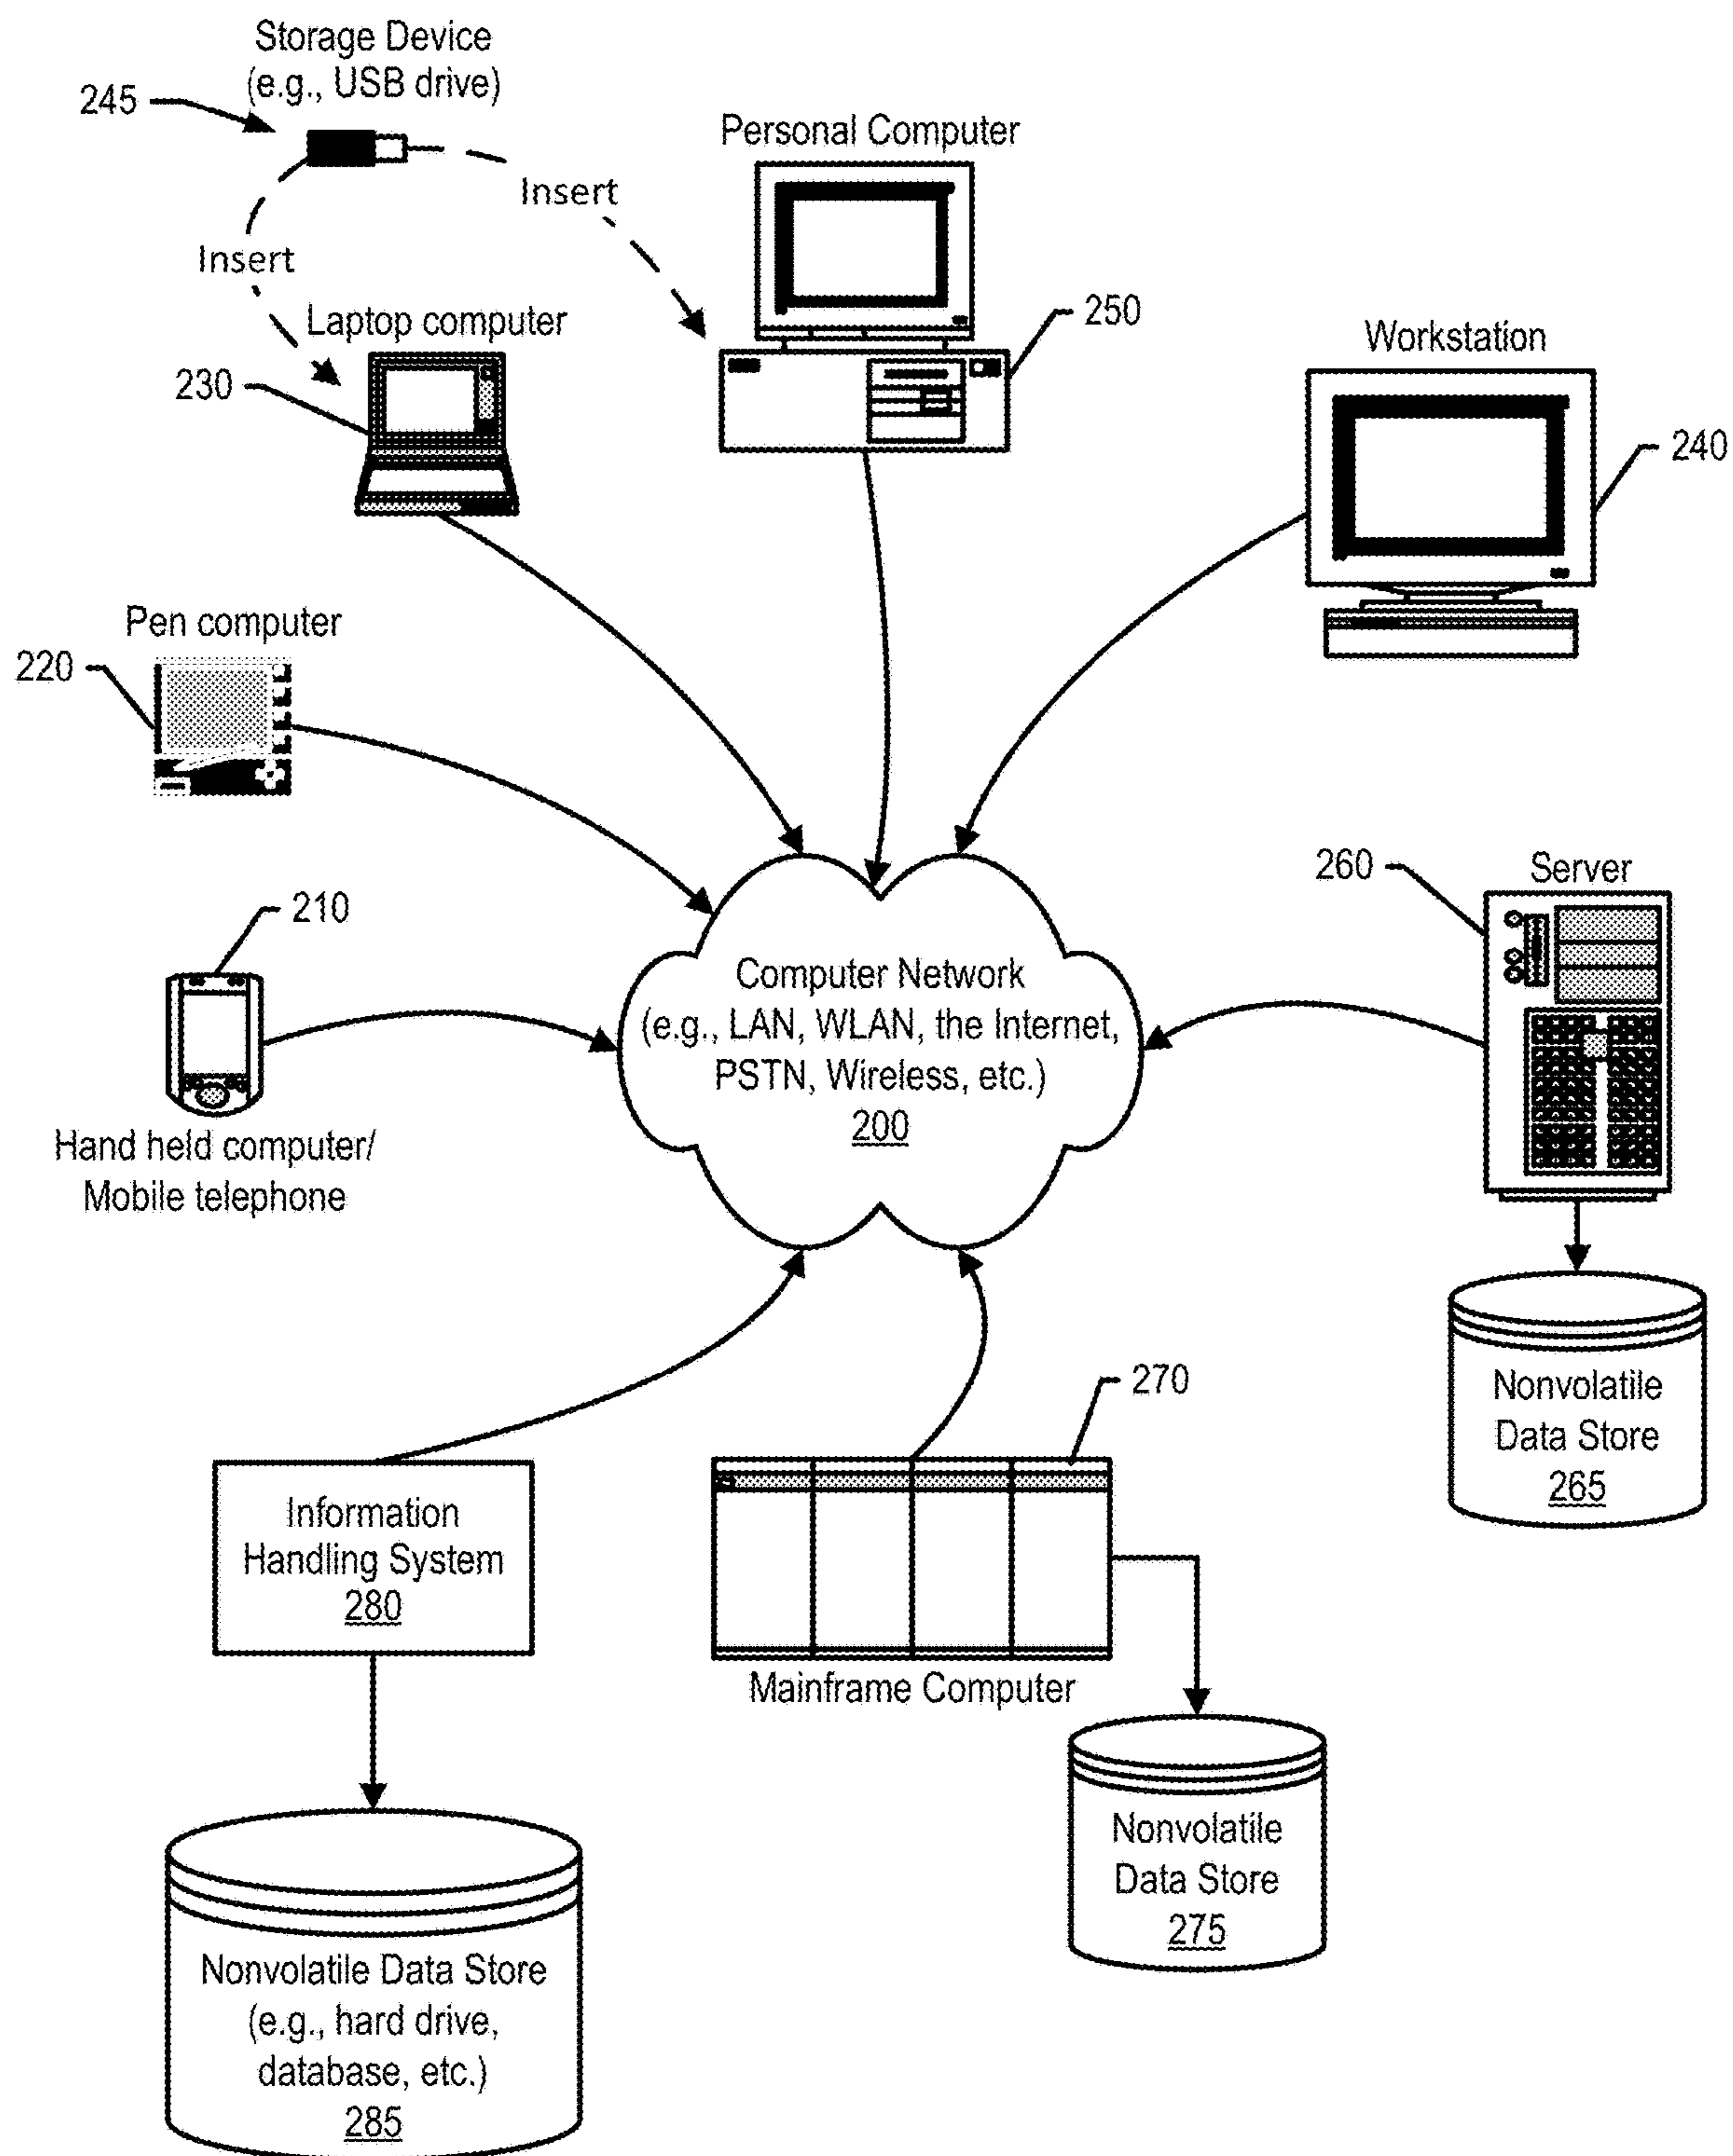 Storage Device
(e.g., USB drive)
245
Personal Computer
Insert
Insert
Laptop computer
230
250
Workstation
240
Pen computer
220
210
Hand held computer/
Mobile telephone
Computer Network
(e.g., LAN, WLAN, the Internet,
PSTN, Wireless, etc.)
200
260
Server
Nonvolatile
Data Store
265
270
Mainframe Computer
Information
Handling System
280
Nonvolatile
Data Store
275
Nonvolatile Data Store
(e.g., hard drive,
database, etc.)
285